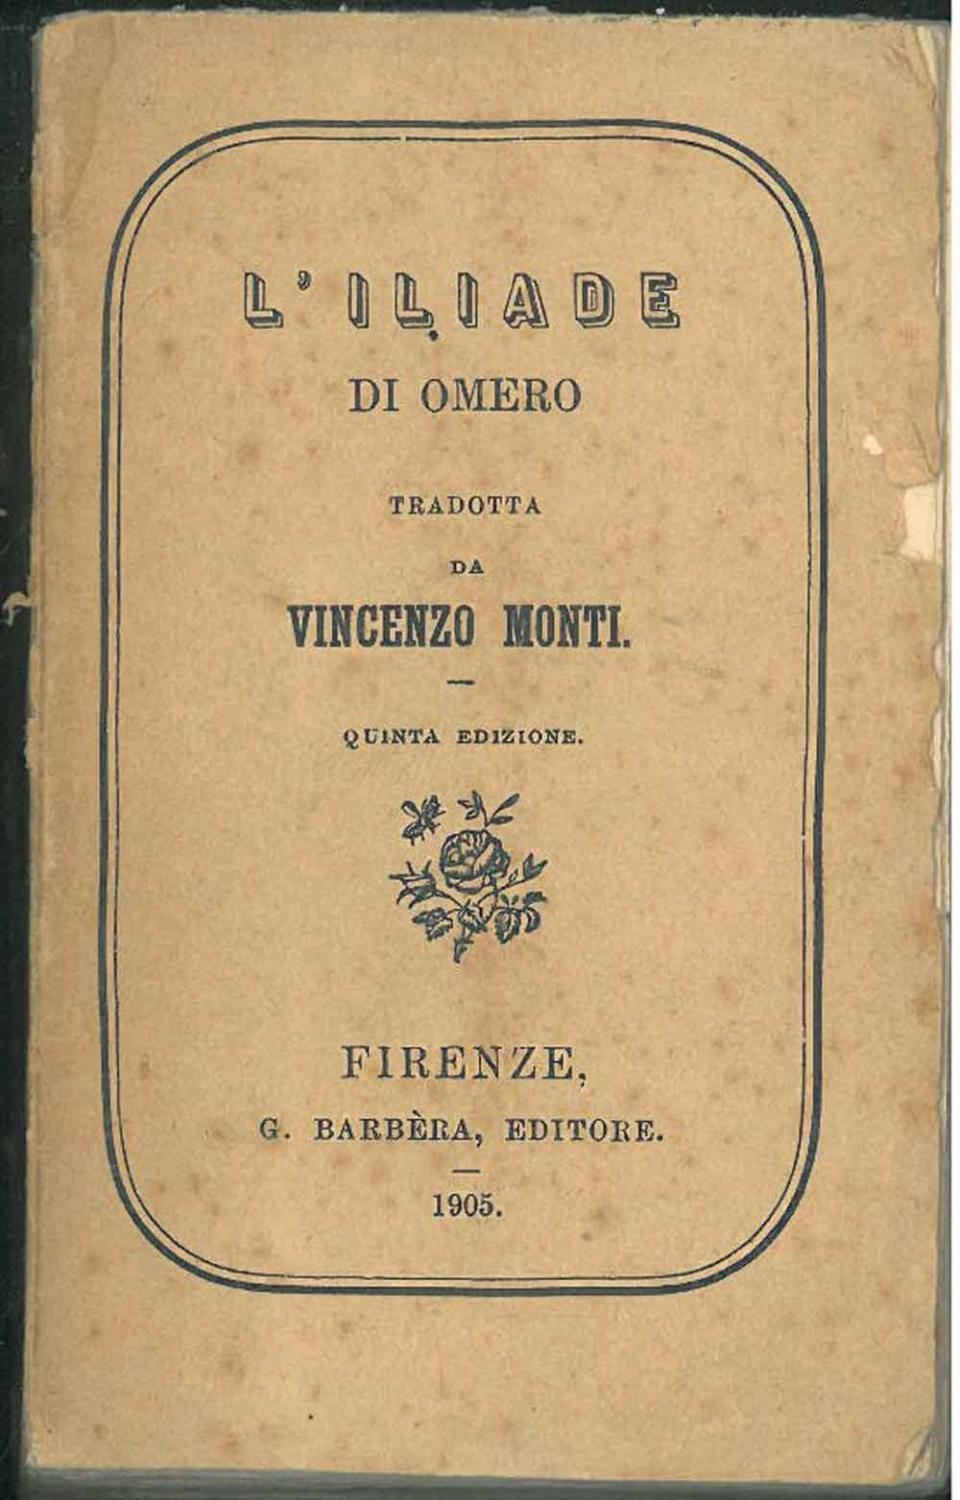 L'ILIADE
DI OMERO
TRADOTTA
DA
VINCENZO MONTI.
QUINTA EDIZIONE.
FIRENZE,
G. BARBÈRA, EDITORE.
1905.